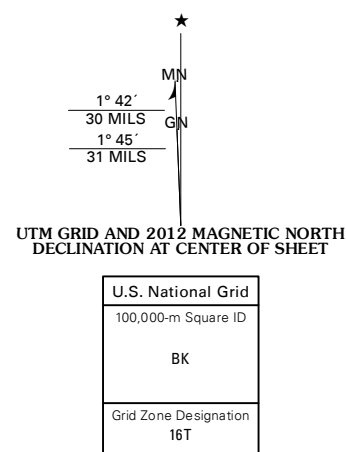 MN
1° 42´
30 MILS
GN
1° 45´
31 MILS
UTM GRID AND 2012 MAGNETIC NORTH
DECLINATION AT CENTER OF SHEET
U.S. National Grid
100,000-m Square ID
BK
Grid Zone Designation
16T